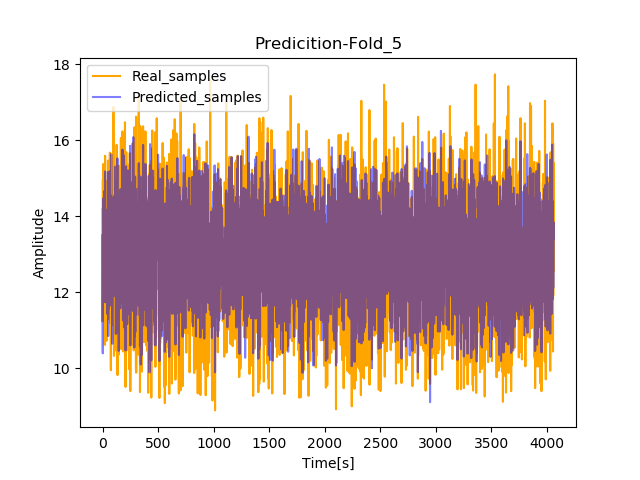 Predicition-Fold_5
Real_samples
Predicted_samples
18
16
14
12
10
Amplitude
0 500 1000 1500 2000 2500 3000 3500 4000
Time[s]